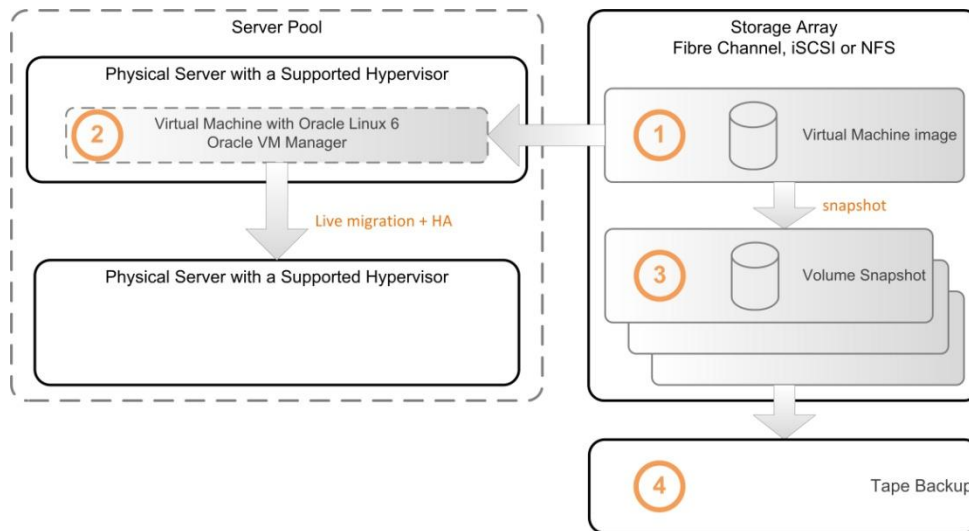 Server Pool
Physical Server with a Supported Hypervisor
2
Virtual Machine with Oracle Linux 6
Oracle VM Manager
Live migration + HA
Physical Server with a Supported Hypervisor
Storage Array
Fibre Channel, iSCSI or NFS
1
Virtual Machine image
snapshot
3
Volume Snapshot
4
Tape Backup